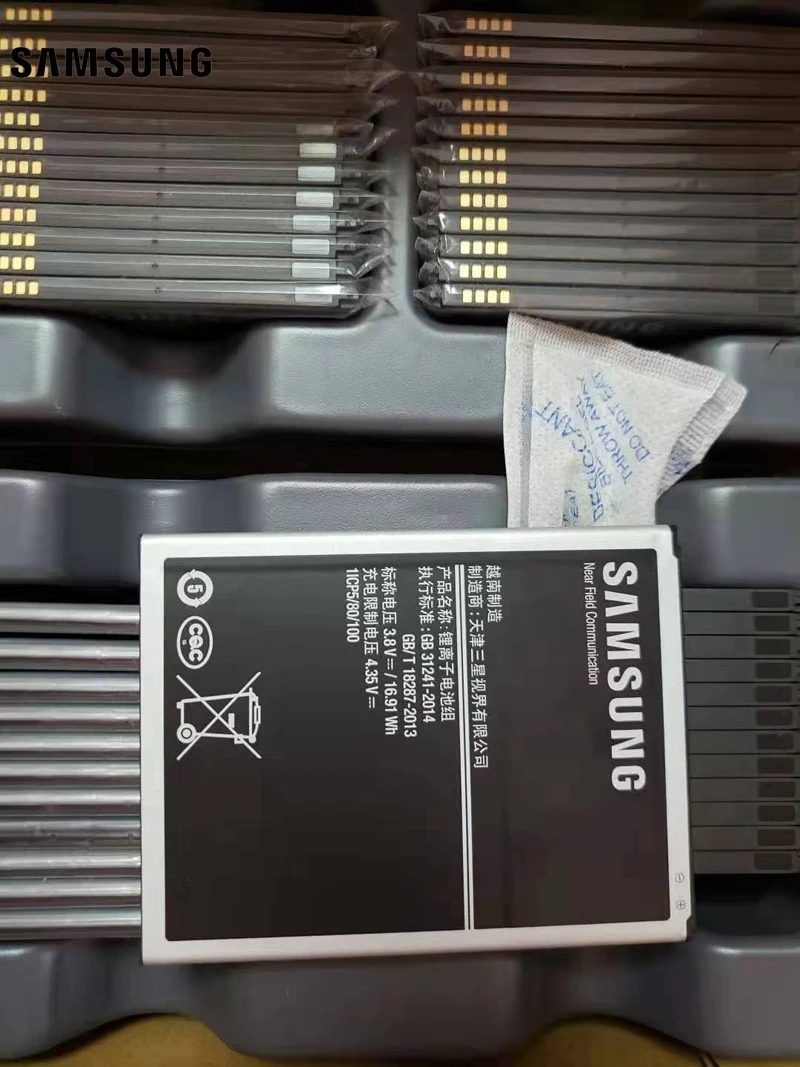 SAMSUNG
SAMSUNG
Near Field Communication
越南制造
制造商:天津三星视界有限公司
产品名称:锂离子电池组
执行标准:GB 31241-2014
GB/T 18287-2013
标称电压 3.8V⎓/16.91 Wh
充电限制电压 4.35V⎓
1ICP5/80/100
5
CQC
DESICCANT
THROW AWAY
DO NOT EAT